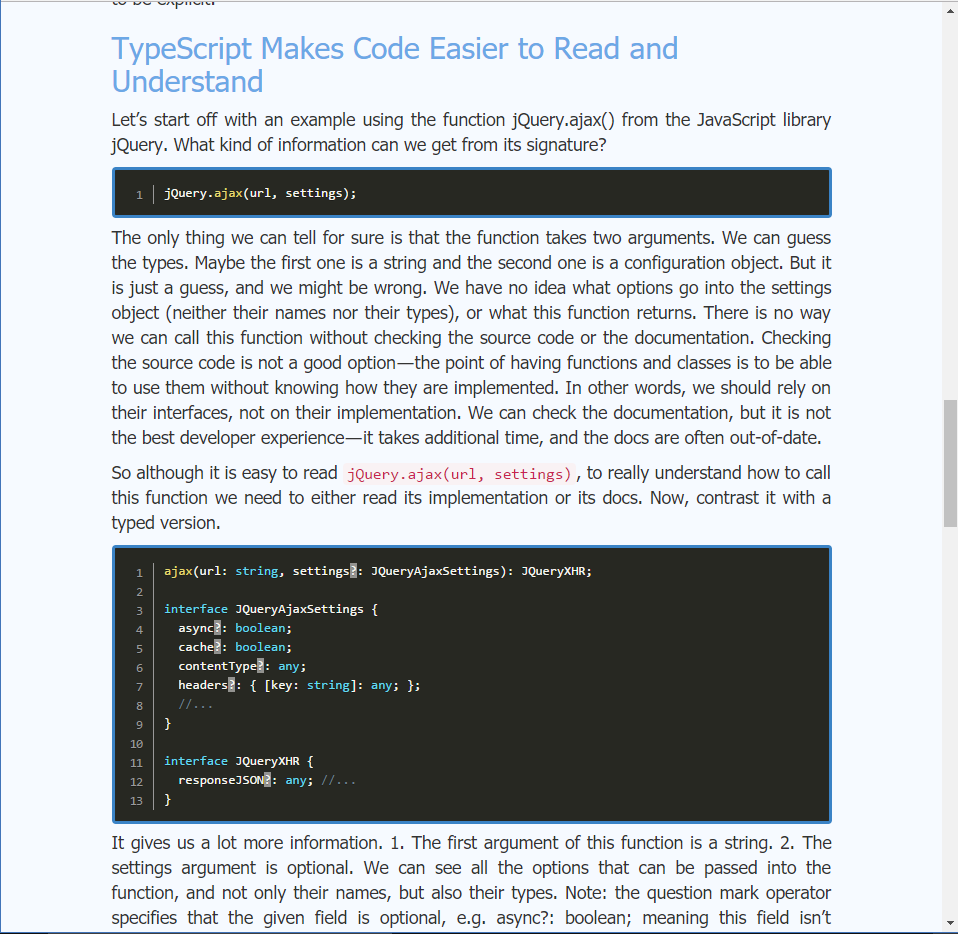 to be explicit.
TypeScript Makes Code Easier to Read and
Understand
Let’s start off with an example using the function jQuery.ajax() from the JavaScript library
jQuery. What kind of information can we get from its signature?
1 jQuery.ajax(url, settings);
The only thing we can tell for sure is that the function takes two arguments. We can guess
the types. Maybe the first one is a string and the second one is a configuration object. But it
is just a guess, and we might be wrong. We have no idea what options go into the settings
object (neither their names nor their types), or what this function returns. There is no way
we can call this function without checking the source code or the documentation. Checking
the source code is not a good option—the point of having functions and classes is to be able
to use them without knowing how they are implemented. In other words, we should rely on
their interfaces, not on their implementation. We can check the documentation, but it is not
the best developer experience—it takes additional time, and the docs are often out-of-date.
So although it is easy to read jQuery.ajax(url, settings), to really understand how to call
this function we need to either read its implementation or its docs. Now, contrast it with a
typed version.
1 ajax(url: string, settings?: JQueryAjaxSettings): JQueryXHR;
2
3 interface JQueryAjaxSettings {
4 async?: boolean;
5 cache?: boolean;
6 contentType?: any;
7 headers?: { [key: string]: any; };
8 //...
9 }
10
11 interface JQueryXHR {
12 responseJSON?: any; //...
13 }
It gives us a lot more information. 1. The first argument of this function is a string. 2. The
settings argument is optional. We can see all the options that can be passed into the
function, and not only their names, but also their types. Note: the question mark operator
specifies that the given field is optional, e.g. async?: boolean; meaning this field isn’t